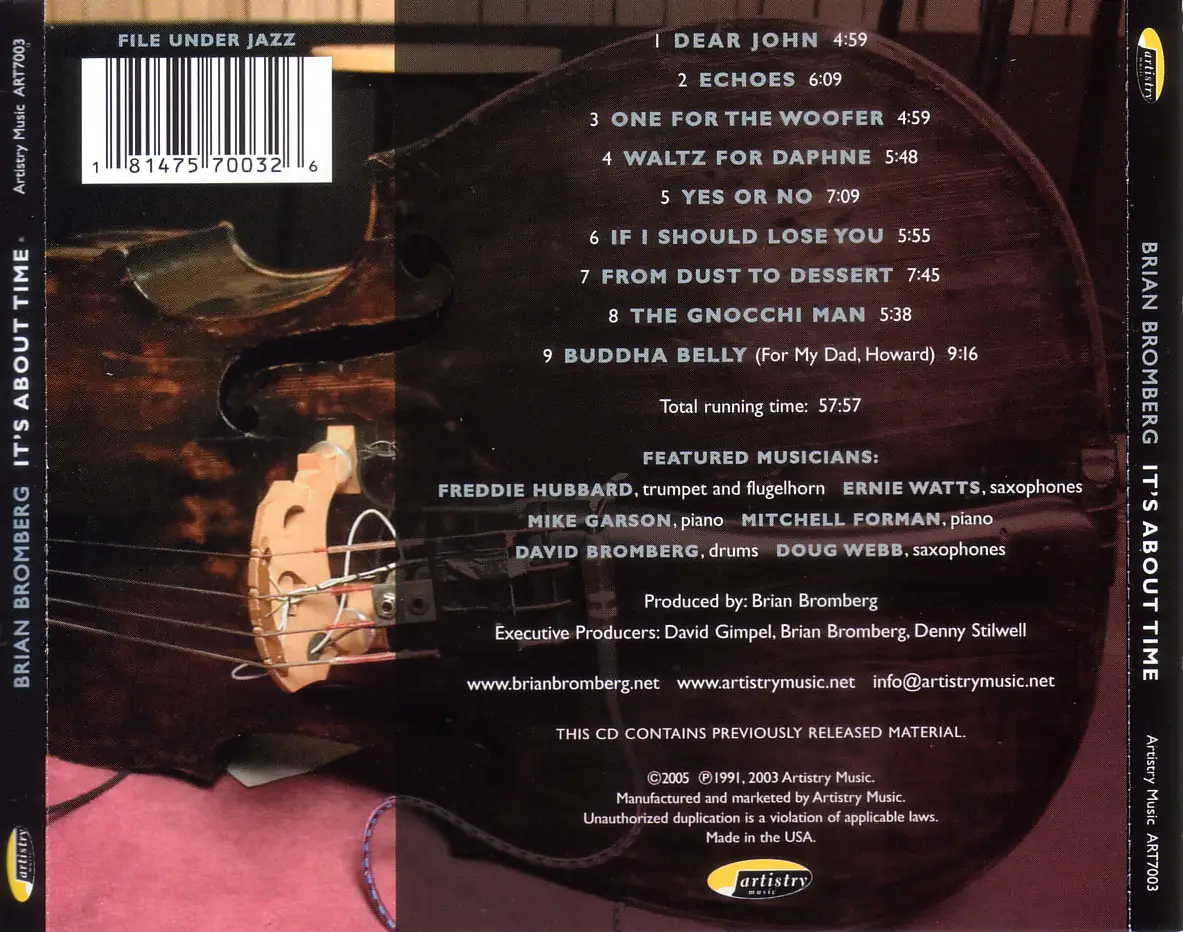 FILE UNDER JAZZ
1 81475 70032 6
1 DEAR JOHN 4:59
2 ECHOES 6:09
3 ONE FOR THE WOOFER 4:59
4 WALTZ FOR DAPHNE 5:48
5 YES OR NO 7:09
6 IF I SHOULD LOSE YOU 5:55
7 FROM DUST TO DESSERT 7:45
8 THE GNOCCHI MAN 5:38
9 BUDDHA BELLY (For My Dad, Howard) 9:16
Total running time: 57:57
FEATURED MUSICIANS:
FREDDIE HUBBARD, trumpet and flugelhorn ERNIE WATTS, saxophones
MIKE GARSON, piano MITCHELL FORMAN, piano
DAVID BROMBERG, drums DOUG WEBB, saxophones
Produced by: Brian Bromberg
Executive Producers: David Gimpel, Brian Bromberg, Denny Stilwell
www.brianbromberg.net www.artistrymusic.net info@artistrymusic.net
THIS CD CONTAINS PREVIOUSLY RELEASED MATERIAL.
©2005 ℗1991, 2003 Artistry Music.
Manufactured and marketed by Artistry Music.
Unauthorized duplication is a violation of applicable laws.
Made in the USA.
artistry
music
BRIAN BROMBERG IT'S ABOUT TIME Artistry Music ART7003
artistry
music
artistry
music
BRIAN BROMBERG IT'S ABOUT TIME Artistry Music ART7003